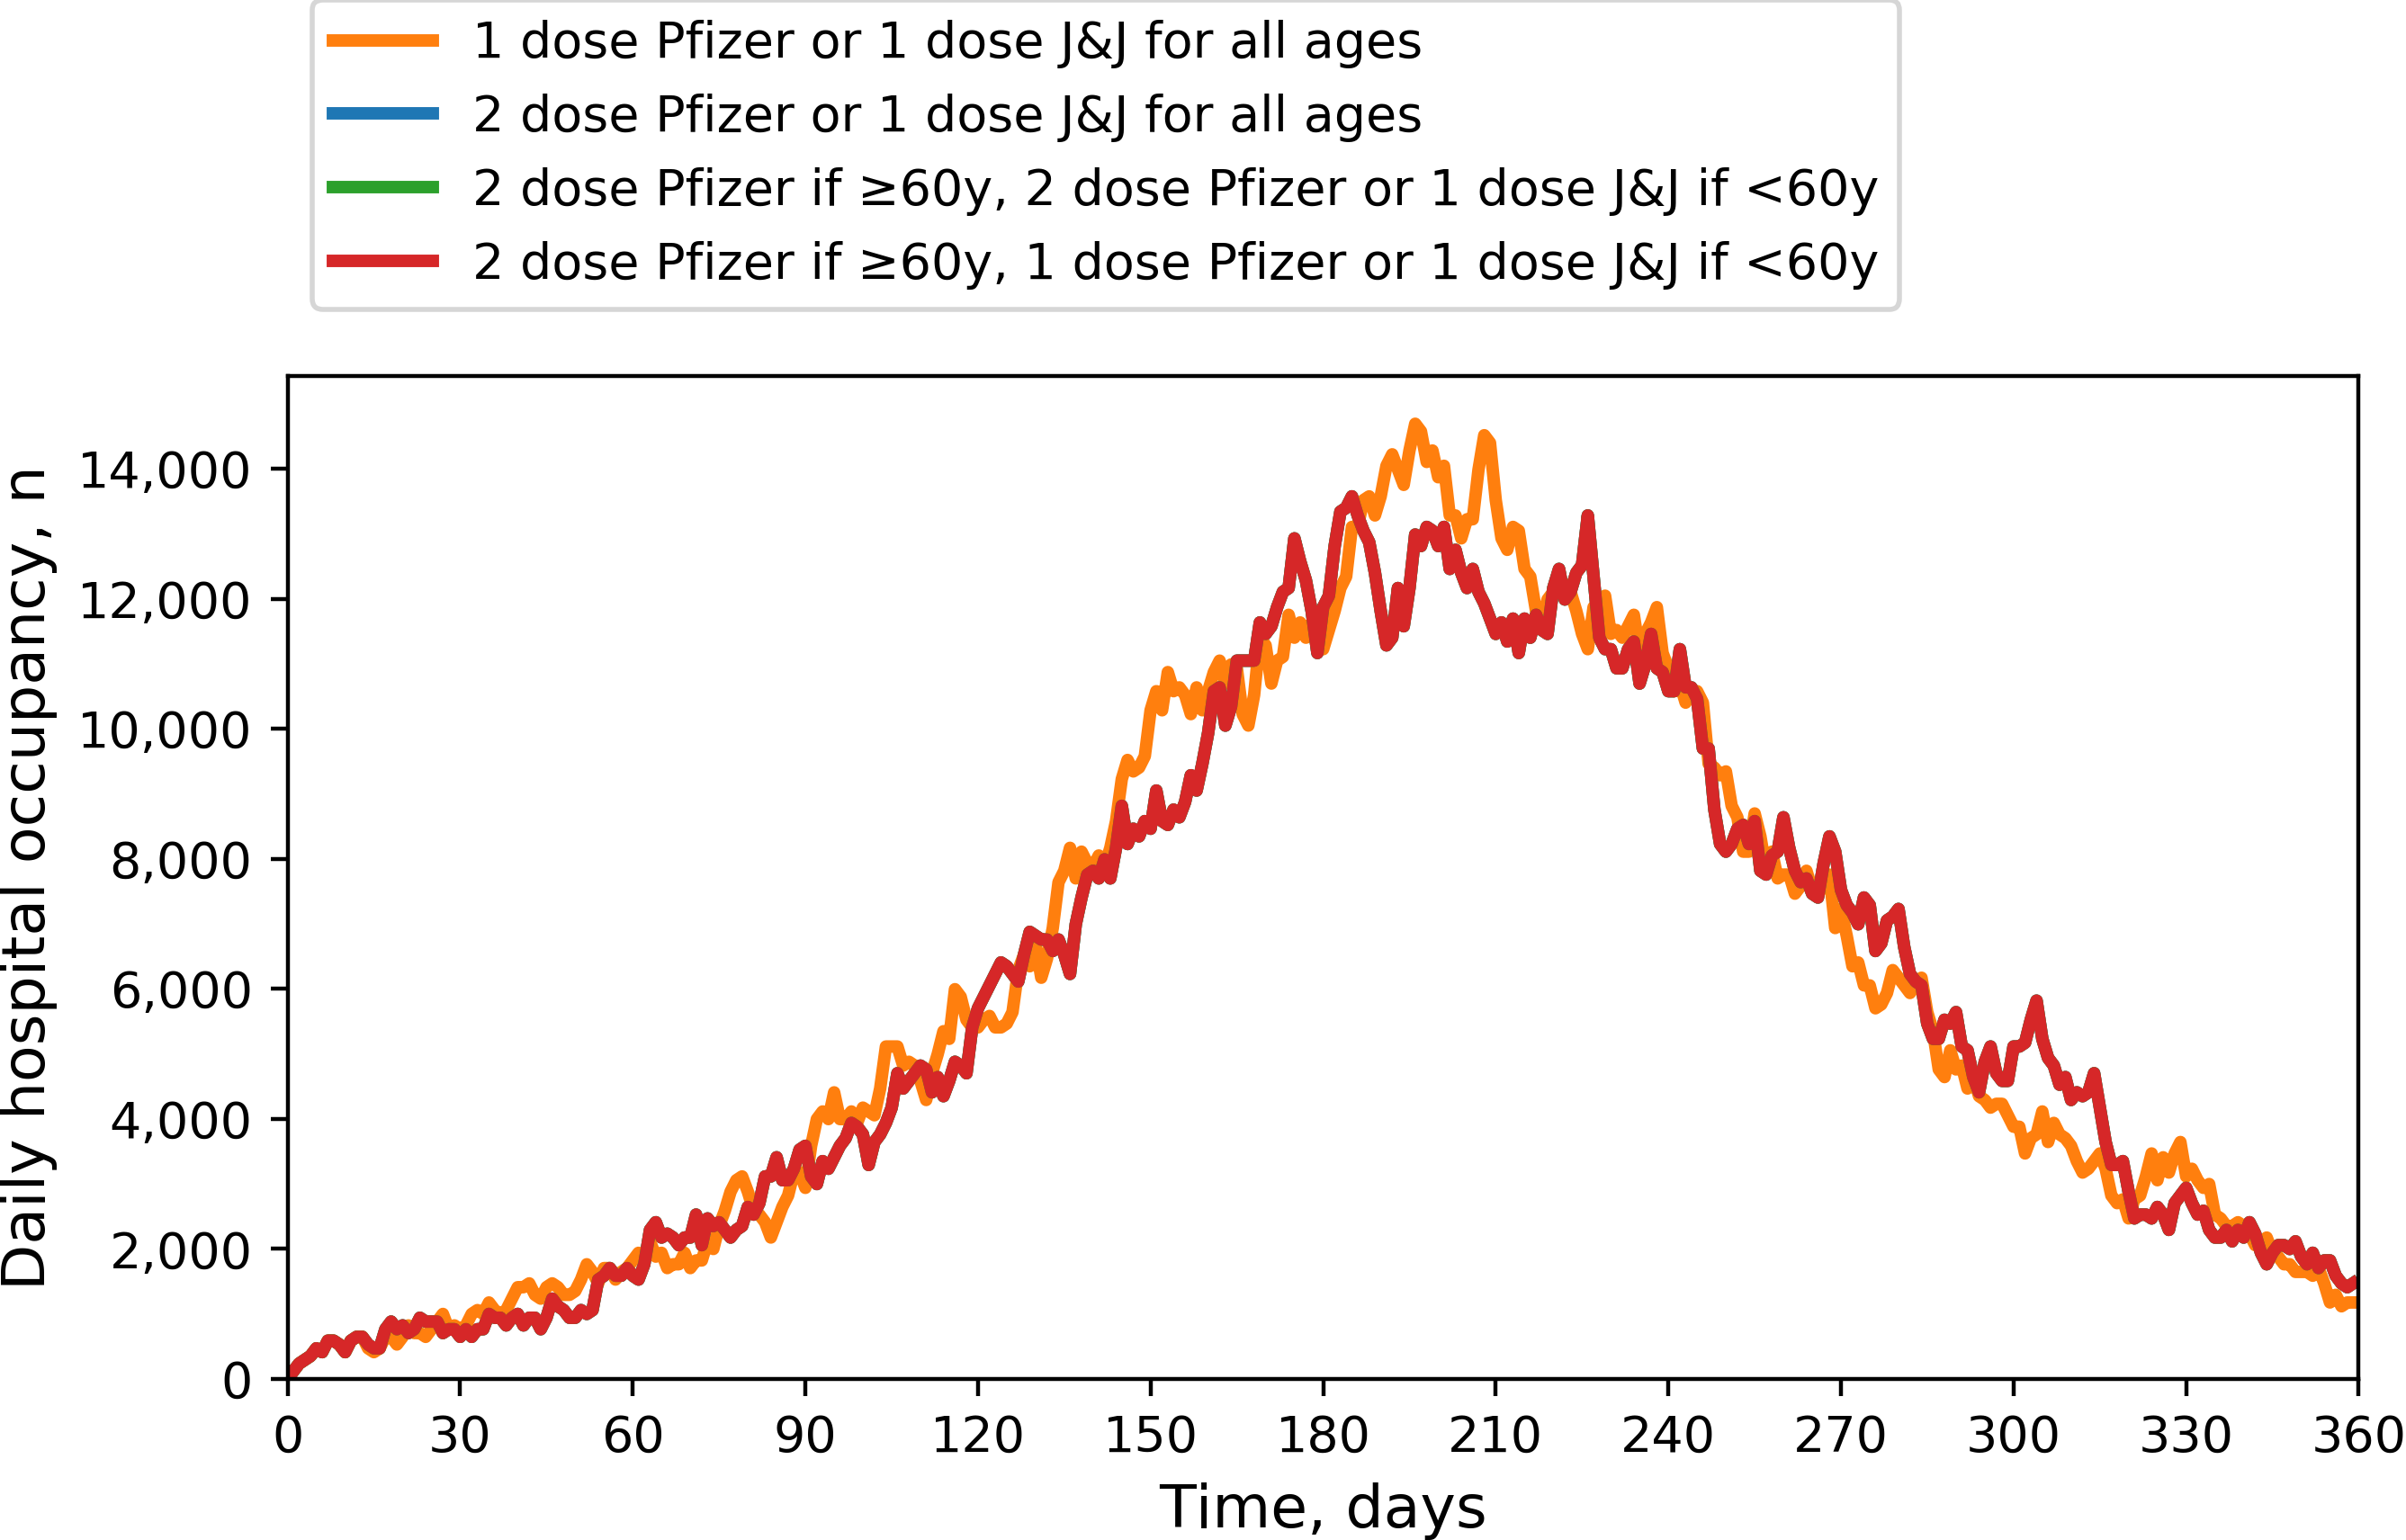 1 dose Pfizer or 1 dose J&J for all ages
2 dose Pfizer or 1 dose J&J for all ages
2 dose Pfizer if ≥60y, 2 dose Pfizer or 1 dose J&J if <60y
2 dose Pfizer if ≥60y, 1 dose Pfizer or 1 dose J&J if <60y
Daily hospital occupancy, n
14,000
12,000
10,000
8,000
6,000
4,000
2,000
0
0 30 60 90 120 150 180 210 240 270 300 330 360
Time, days